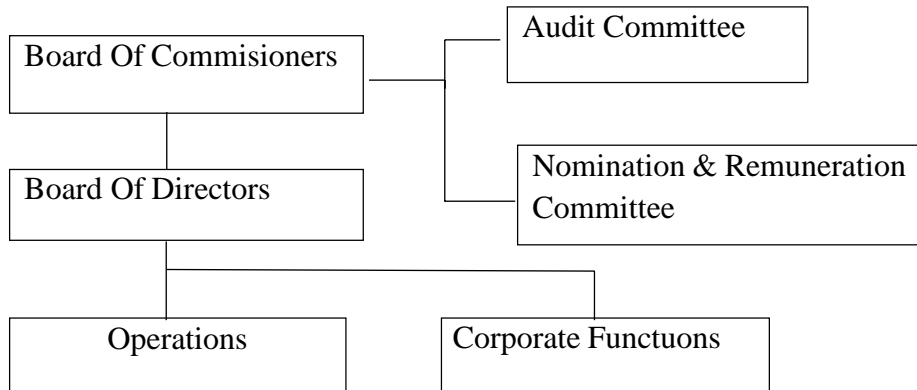 Board Of Commisioners
Audit Committee
Nomination & Remuneration
Committee
Board Of Directors
Operations
Corporate Functuons